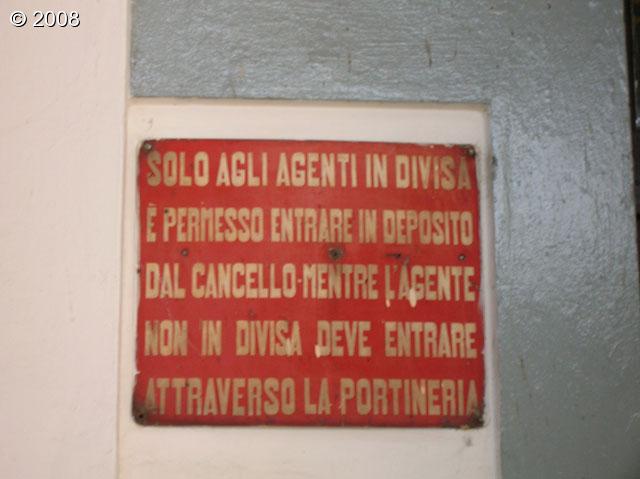 © 2008
SOLO AGLI AGENTI IN DIVISA
È PERMESSO ENTRARE IN DEPOSITO
DAL CANCELLO-MENTRE L'AGENTE
NON IN DIVISA DEVE ENTRARE
ATTRAVERSO LA PORTINERIA